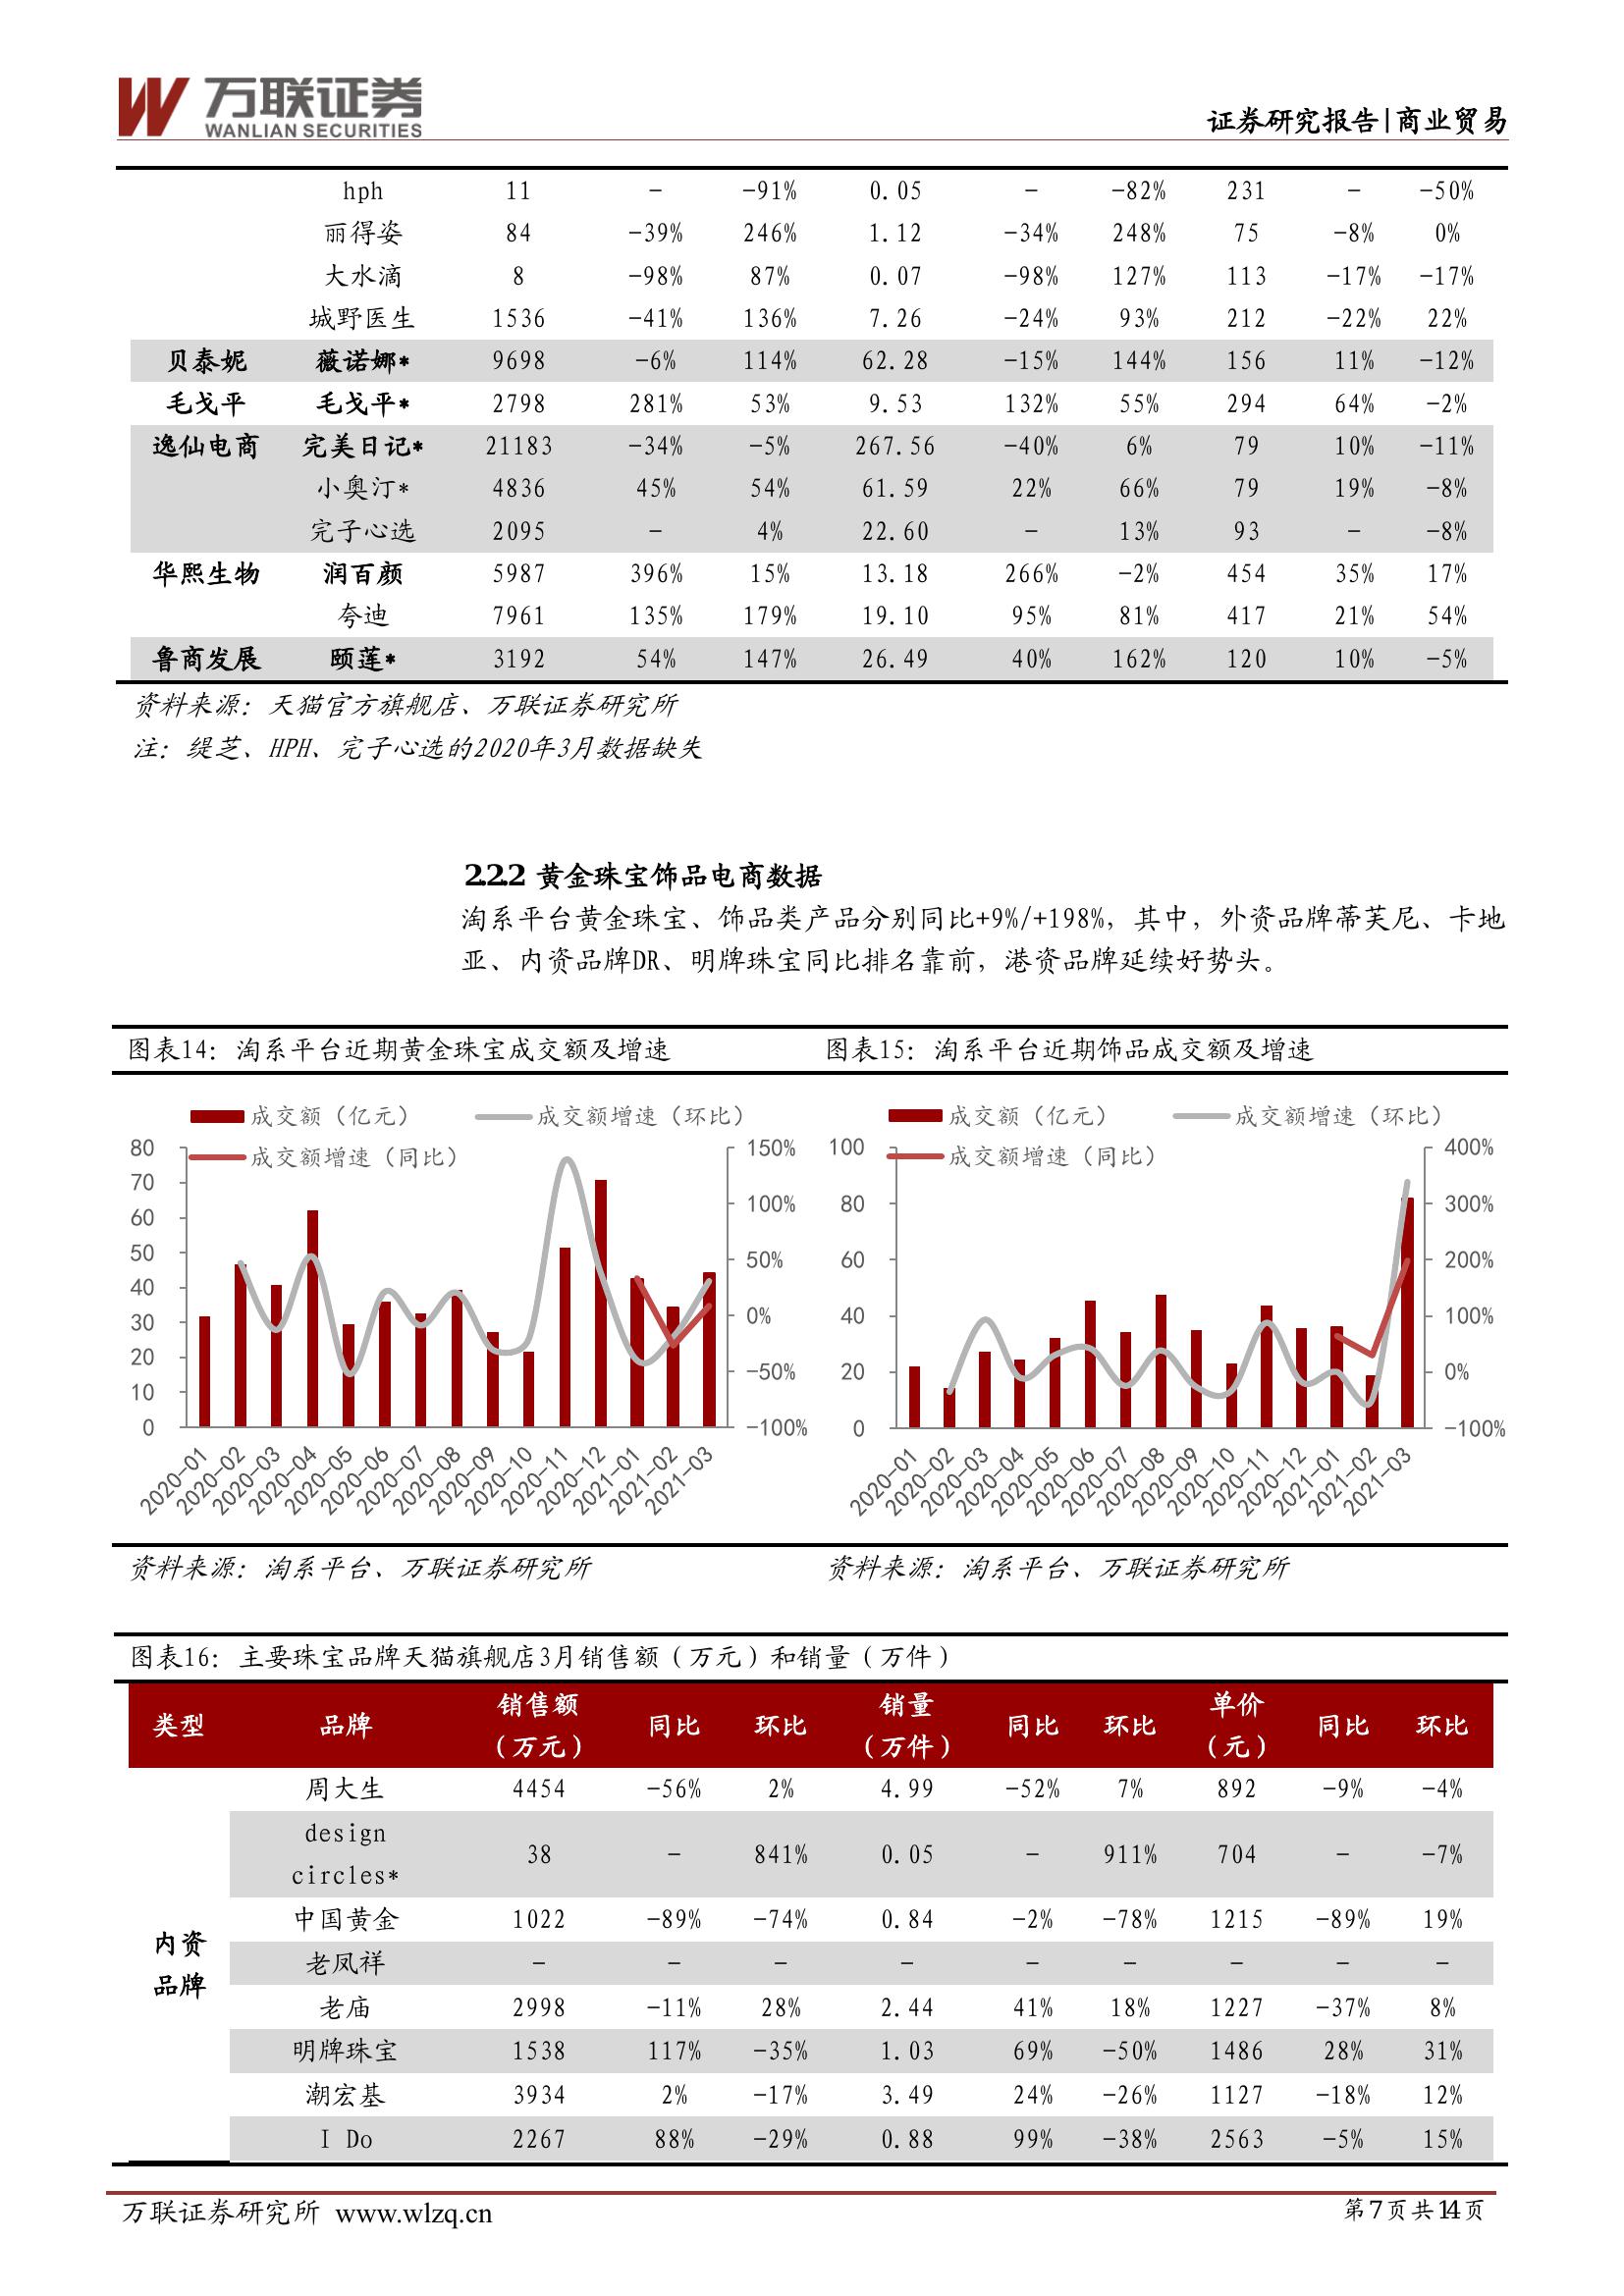 万联证券
WANLIAN SECURITIES
证券研究报告|商业贸易
hph 11 - -91% 0.05 - -82% 231 - -50%
丽得姿 84 -39% 246% 1.12 -34% 248% 75 -8% 0%
大水滴 8 -98% 87% 0.07 -98% 127% 113 -17% -17%
城野医生 1536 -41% 136% 7.26 -24% 93% 212 -22% 22%
贝泰妮 薇诺娜* 9698 -6% 114% 62.28 -15% 144% 156 11% -12%
毛戈平 毛戈平* 2798 281% 53% 9.53 132% 55% 294 64% -2%
逸仙电商 完美日记* 21183 -34% -5% 267.56 -40% 6% 79 10% -11%
小奥汀* 4836 45% 54% 61.59 22% 66% 79 19% -8%
完子心选 2095 - 4% 22.60 - 13% 93 - -8%
华熙生物 润百颜 5987 396% 15% 13.18 266% -2% 454 35% 17%
夸迪 7961 135% 179% 19.10 95% 81% 417 21% 54%
鲁商发展 颐莲* 3192 54% 147% 26.49 40% 162% 120 10% -5%
资料来源：天猫官方旗舰店、万联证券研究所
注：缇芝、HPH、完子心选的2020年3月数据缺失
2.2.2 黄金珠宝饰品电商数据
淘系平台黄金珠宝、饰品类产品分别同比+9%/+198%，其中，外资品牌蒂芙尼、卡地
亚、内资品牌DR、明牌珠宝同比排名靠前，港资品牌延续好势头。
图表14：淘系平台近期黄金珠宝成交额及增速
成交额（亿元） 成交额增速（环比）
成交额增速（同比）
80
70
60
50
40
30
20
10
0
150%
100%
50%
0%
-50%
-100%
2020-01 2020-02 2020-03 2020-04 2020-05 2020-06 2020-07 2020-08 2020-09 2020-10 2020-11 2020-12 2021-01 2021-02 2021-03
资料来源：淘系平台、万联证券研究所
图表15：淘系平台近期饰品成交额及增速
成交额（亿元） 成交额增速（环比）
成交额增速（同比）
100
80
60
40
20
0
400%
300%
200%
100%
0%
-100%
2020-01 2020-02 2020-03 2020-04 2020-05 2020-06 2020-07 2020-08 2020-09 2020-10 2020-11 2020-12 2021-01 2021-02 2021-03
资料来源：淘系平台、万联证券研究所
图表16：主要珠宝品牌天猫旗舰店3月销售额（万元）和销量（万件）
类型 品牌 销售额（万元） 同比 环比 销量（万件） 同比 环比 单价（元） 同比 环比
内资品牌
周大生 4454 -56% 2% 4.99 -52% 7% 892 -9% -4%
design circles* 38 - 841% 0.05 - 911% 704 - -7%
中国黄金 1022 -89% -74% 0.84 -2% -78% 1215 -89% 19%
老凤祥 - - - - - - - - -
老庙 2998 -11% 28% 2.44 41% 18% 1227 -37% 8%
明牌珠宝 1538 117% -35% 1.03 69% -50% 1486 28% 31%
潮宏基 3934 2% -17% 3.49 24% -26% 1127 -18% 12%
I Do 2267 88% -29% 0.88 99% -38% 2563 -5% 15%
万联证券研究所 www.wlzq.cn
第7页共14页